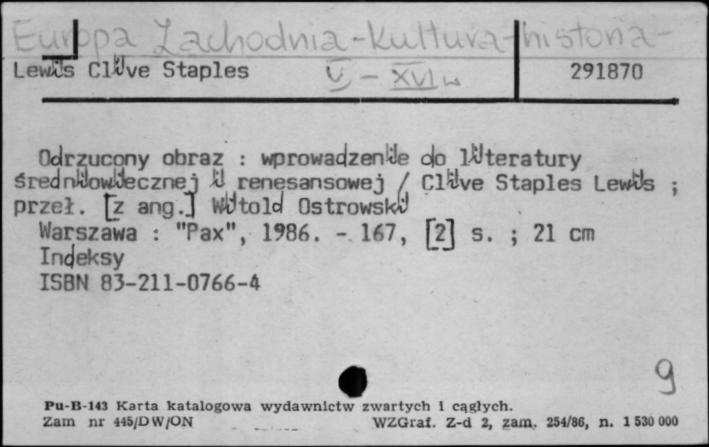 Europa Zachodnia-Kultura-historia-
V-XVI w
Lewis Clive Staples 291870
Odrzucony obraz : wprowadzenie do literatury
średniowiecznej i renesansowej / Clive Staples Lewis ;
przeł. [z ang.] Witold Ostrowski
Warszawa : "Pax", 1986. - 167, [2] s. ; 21 cm
Indeksy
ISBN 83-211-0766-4
9
Pu-B-143 Karta katalogowa wydawnictw zwartych i ciągłych.
Zam nr 445/DW/ON WZGraf. Z-d 2, zam. 254/86, n. 1 530 000